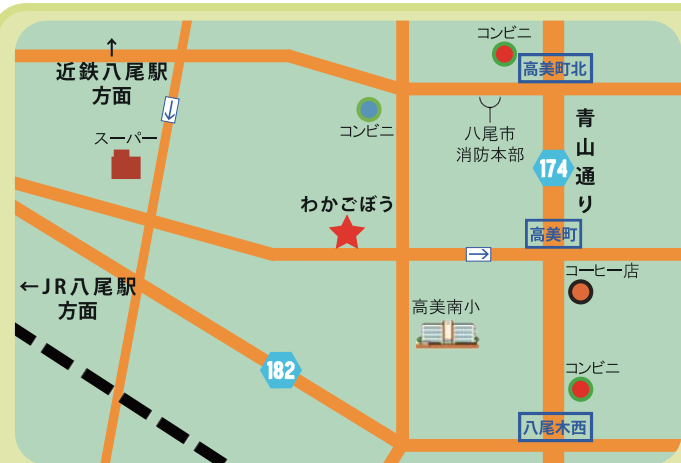 コンビニ
↑
近鉄八尾駅
方面
高美町北
コンビニ
八尾市
消防本部
青山通り
スーパー
174
わかごぼう
高美町
←JR八尾駅
方面
コーヒー店
高美南小
182
コンビニ
八尾木西